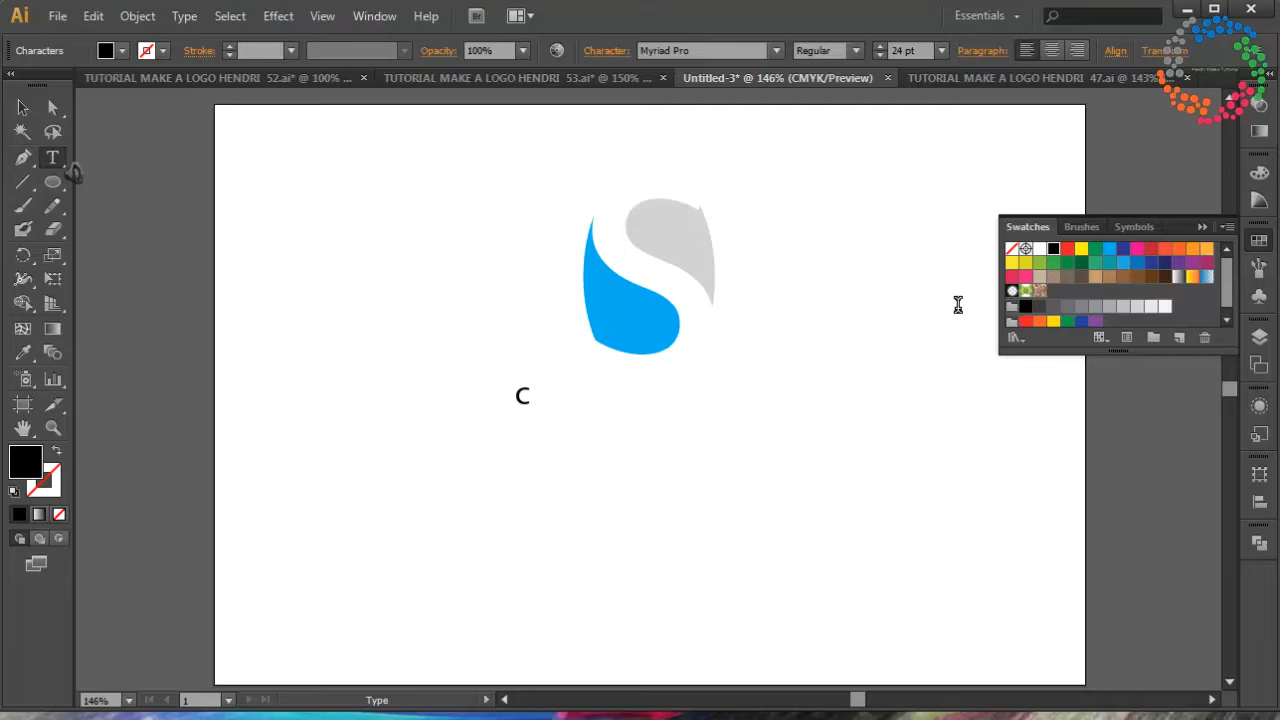 Ai File Edit Object Type Select Effect View Window Help Br Essentials
Characters Stroke: Opacity: 100% Character: Myriad Pro Regular 24 pt Paragraph: Align
TUTORIAL MAKE A LOGO HENDRI 52.ai* @ 100% ... × TUTORIAL MAKE A LOGO HENDRI 53.ai* @ 150% ... × Untitled-3* @ 146% (CMYK/Preview) × TUTORIAL MAKE A LOGO HENDRI 47.ai @ 143%
T
Swatches Brushes Symbols
C
146% 1 Type